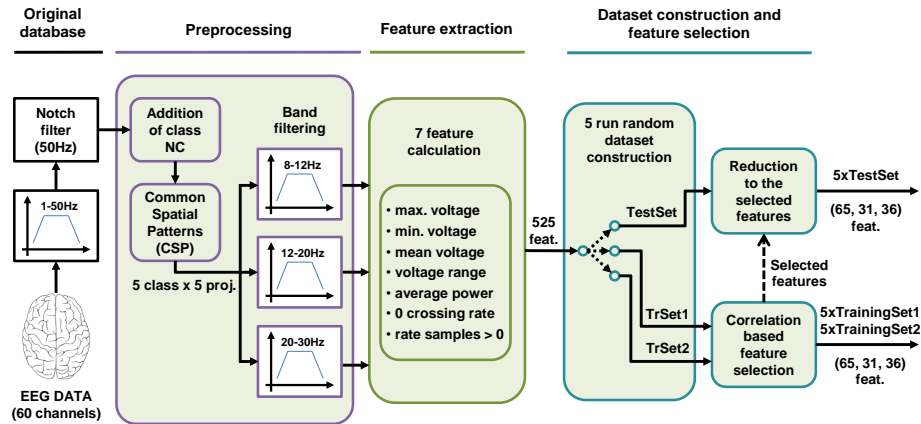 Original
database
Preprocessing
Feature extraction
Dataset construction and
feature selection
Notch
filter
(50Hz)
1-50Hz
EEG DATA
(60 channels)
Addition
of class
NC
Common
Spatial
Patterns
(CSP)
5 class x 5 proj.
Band
filtering
8-12Hz
12-20Hz
20-30Hz
7 feature
calculation
• max. voltage
• min. voltage
• mean voltage
• voltage range
• average power
• 0 crossing rate
• rate samples > 0
525
feat.
5 run random
dataset
construction
TestSet
TrSet1
TrSet2
Reduction
to the
selected
features
Selected
features
Correlation
based
feature
selection
5xTestSet
(65, 31, 36)
feat.
5xTrainingSet1
5xTrainingSet2
(65, 31, 36)
feat.